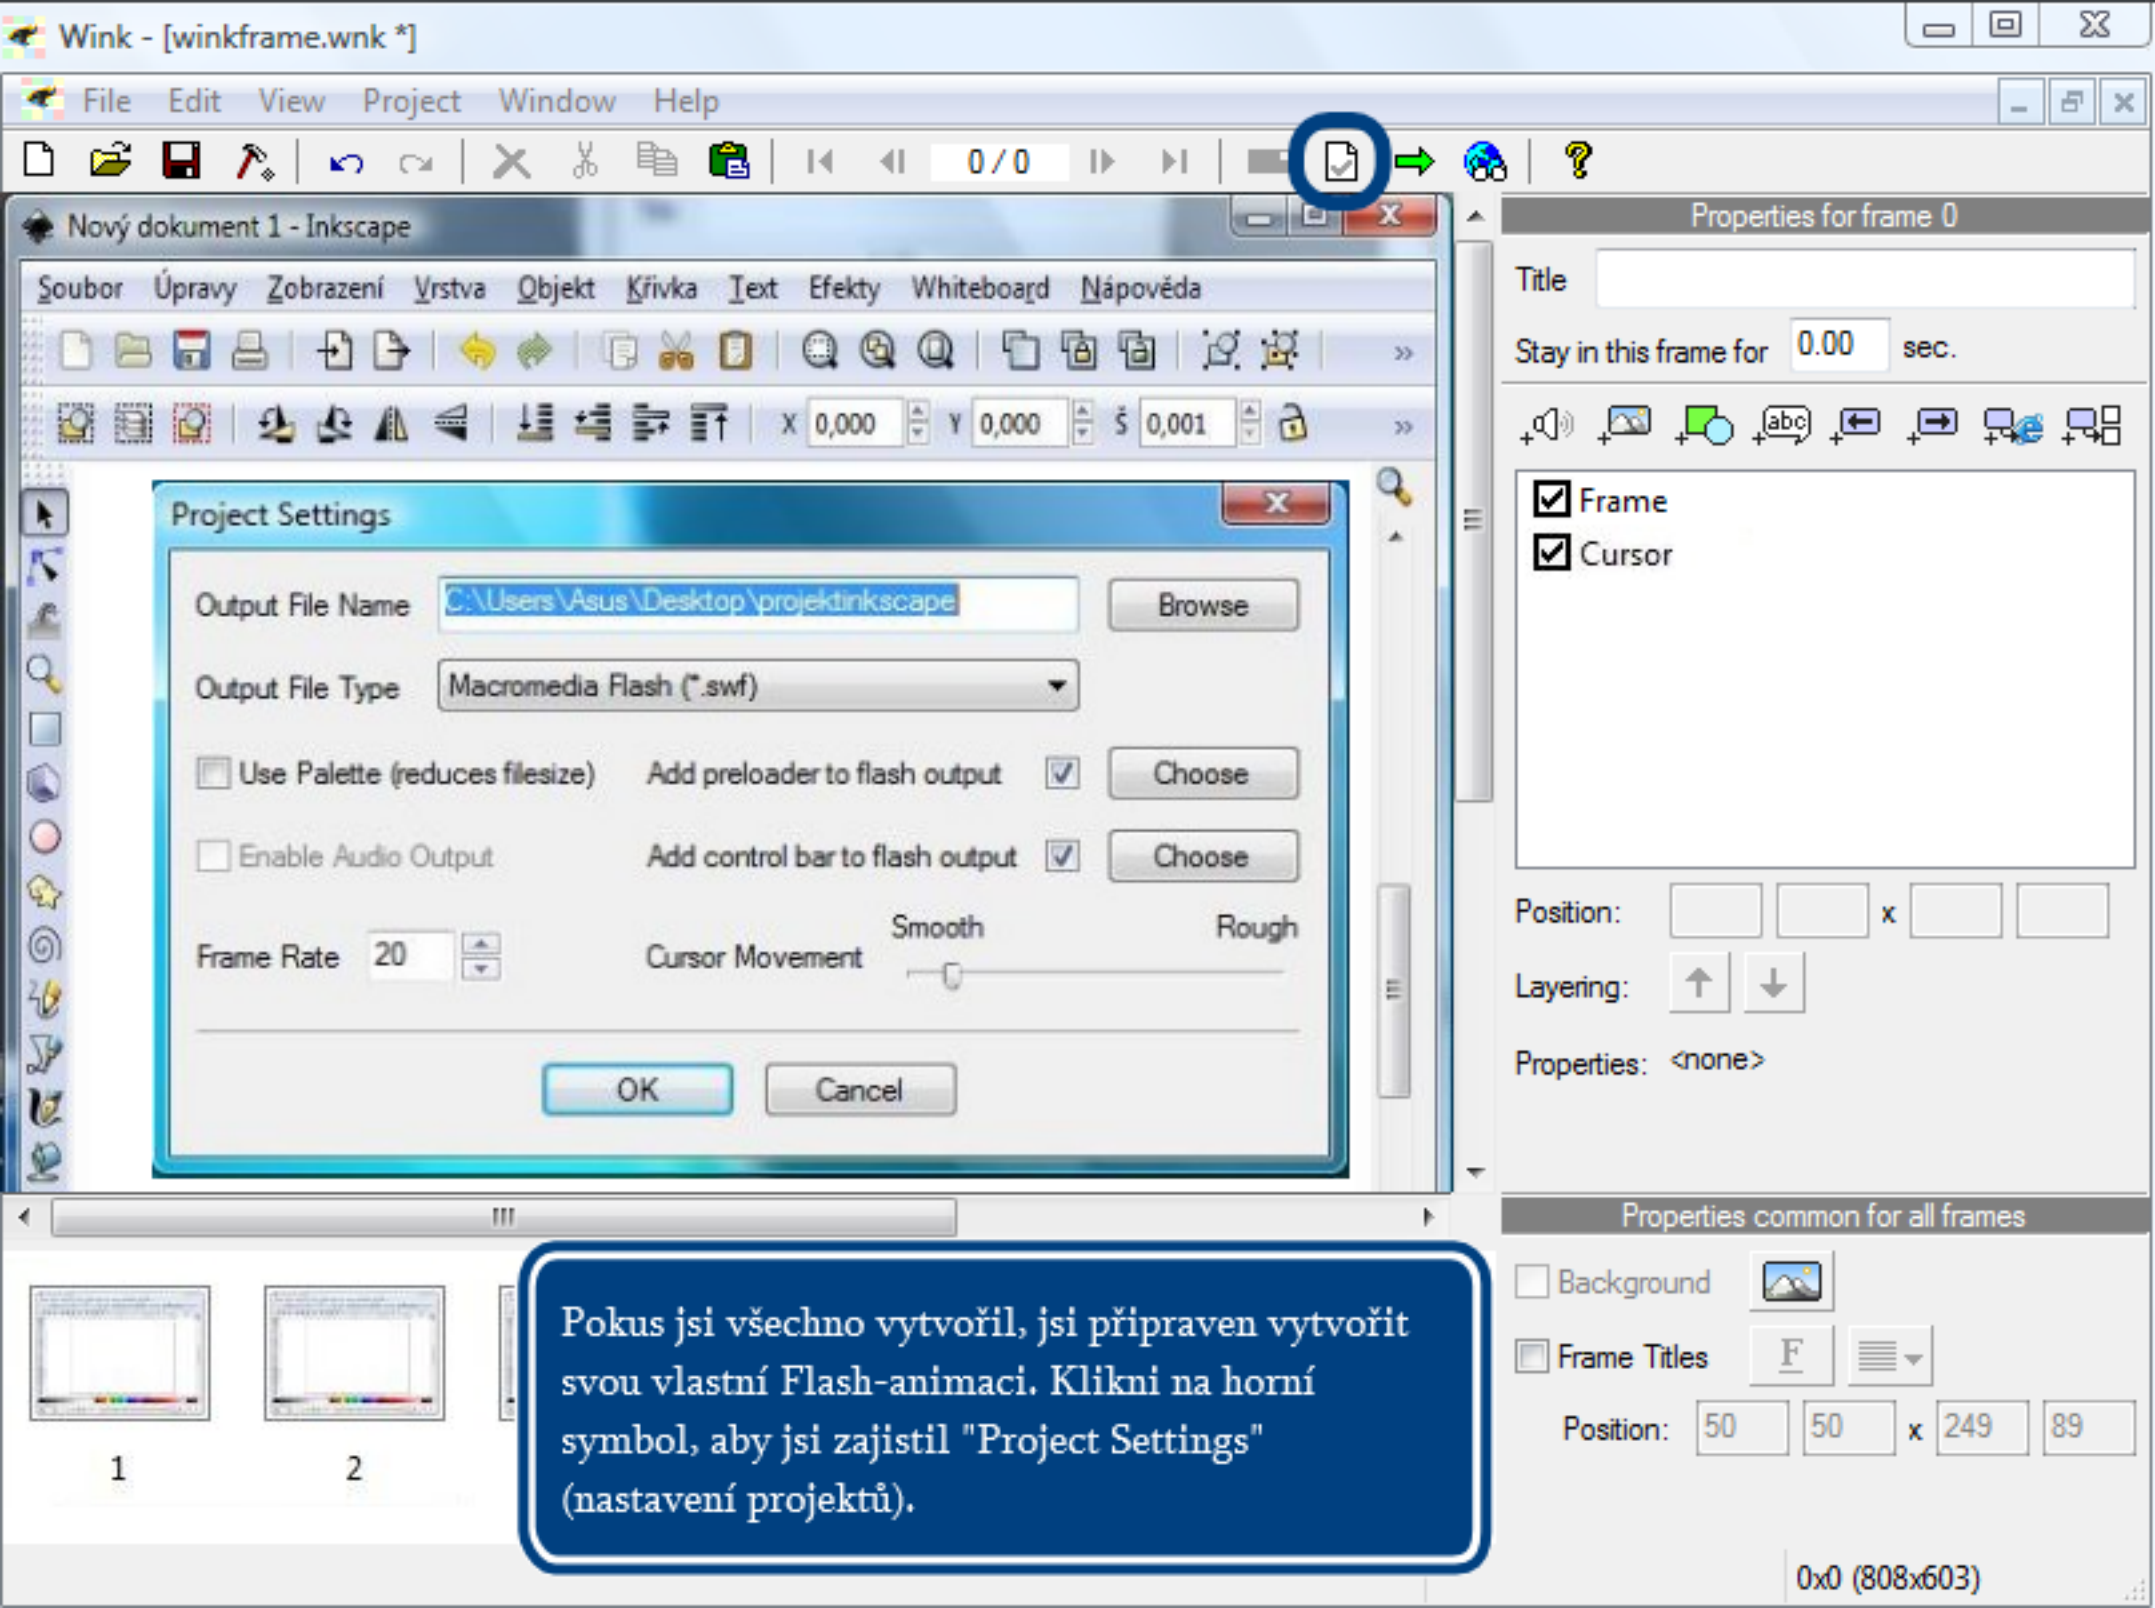 Wink - [winkframe.wnk *]
File Edit View Project Window Help
0 / 0
Nový dokument 1 - Inkscape
Soubor Úpravy Zobrazení Vrstva Objekt Křivka Text Efekty Whiteboard Nápověda
X 0,000 Y 0,000 Š 0,001
Project Settings
Output File Name C:\Users\Asus\Desktop\projektinkscape Browse
Output File Type Macromedia Flash (*.swf)
Use Palette (reduces filesize) Add preloader to flash output Choose
Enable Audio Output Add control bar to flash output Choose
Smooth Rough
Frame Rate 20 Cursor Movement
OK Cancel
Properties for frame 0
Title
Stay in this frame for 0.00 sec.
abc
Frame
Cursor
Position: x
Layering:
Properties: <none>
Properties common for all frames
Background
Frame Titles F
Position: 50 50 x 249 89
1 2
Pokus jsi všechno vytvořil, jsi připraven vytvořit
svou vlastní Flash-animaci. Klikni na horní
symbol, aby jsi zajistil "Project Settings"
(nastavení projektů).
0x0 (808x603)